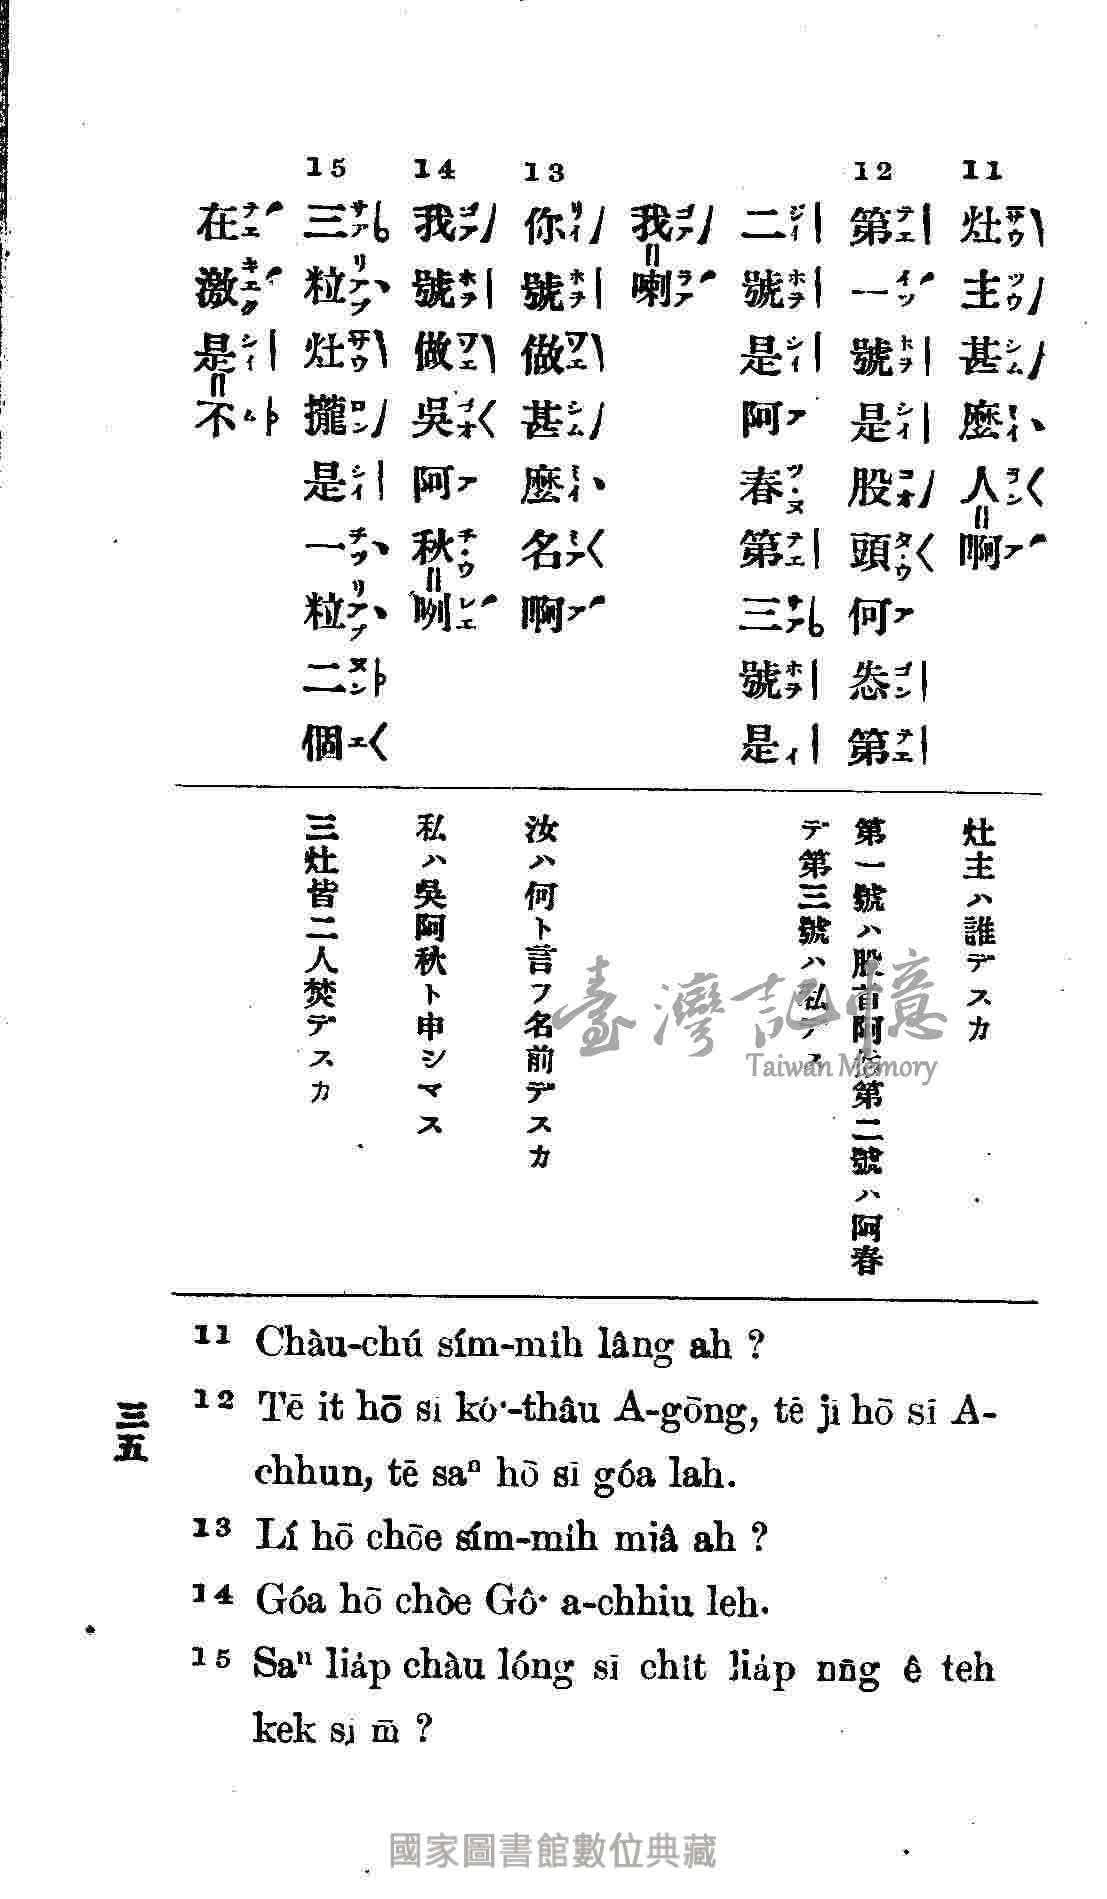 11 灶主甚麼人啊
12 第一號是股頭阿怣第
二號是阿春第三號是
我喇
13 你號做甚麼名啊
14 我號做吳阿秋咧
15 三粒灶攏是一粒二個
在激是不
灶主ハ誰デスカ
第一號ハ股首阿第二號ハ阿春
デ第三號ハ私デス
汝ハ何ト言フ名前デスカ
私ハ吳阿秋ト申シマス
三灶皆二人焚デスカ
11 Chàu-chú sím-mih lâng ah ?
12 Tē it hō si kó͘-thâu A-gōng, tē ji hō sī A-
chhun, tē saⁿ hō sī góa lah.
13 Lí hō chōe sím-mih miâ ah ?
14 Góa hō chòe Gô͘ a-chhiu leh.
15 Saⁿ lia̍p chàu lóng sī chi̍t lia̍p nn̄g ê teh
kek si m̄ ?
三五
臺灣記憶
Taiwan Memory
國家圖書館數位典藏